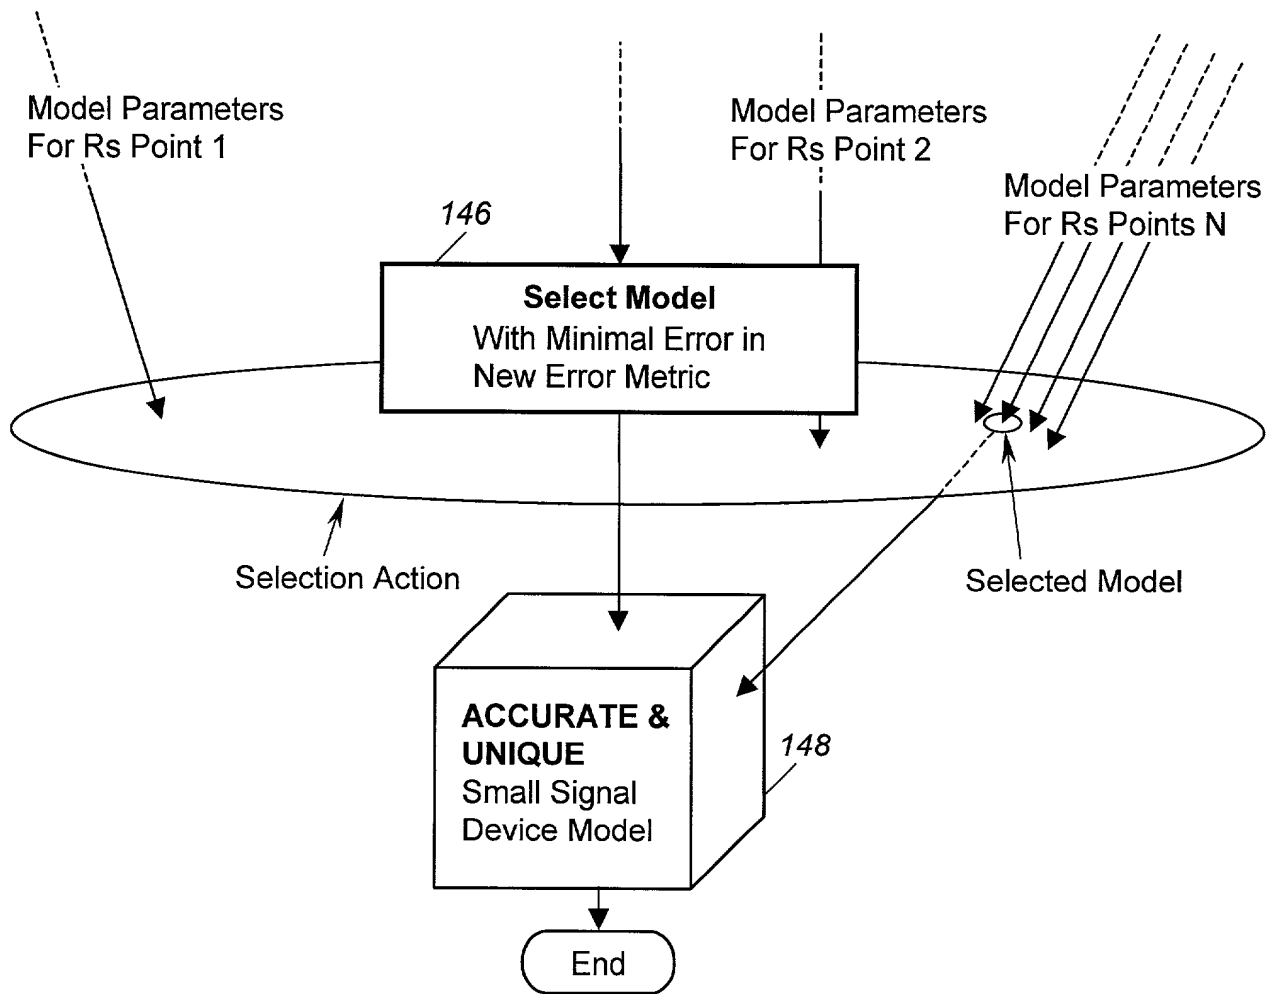 Model Parameters
For Rs Point 1
Model Parameters
For Rs Point 2
Model Parameters
For Rs Points N
146
Select Model
With Minimal Error in
New Error Metric
Selection Action
Selected Model
ACCURATE &
UNIQUE
Small Signal
Device Model
148
End